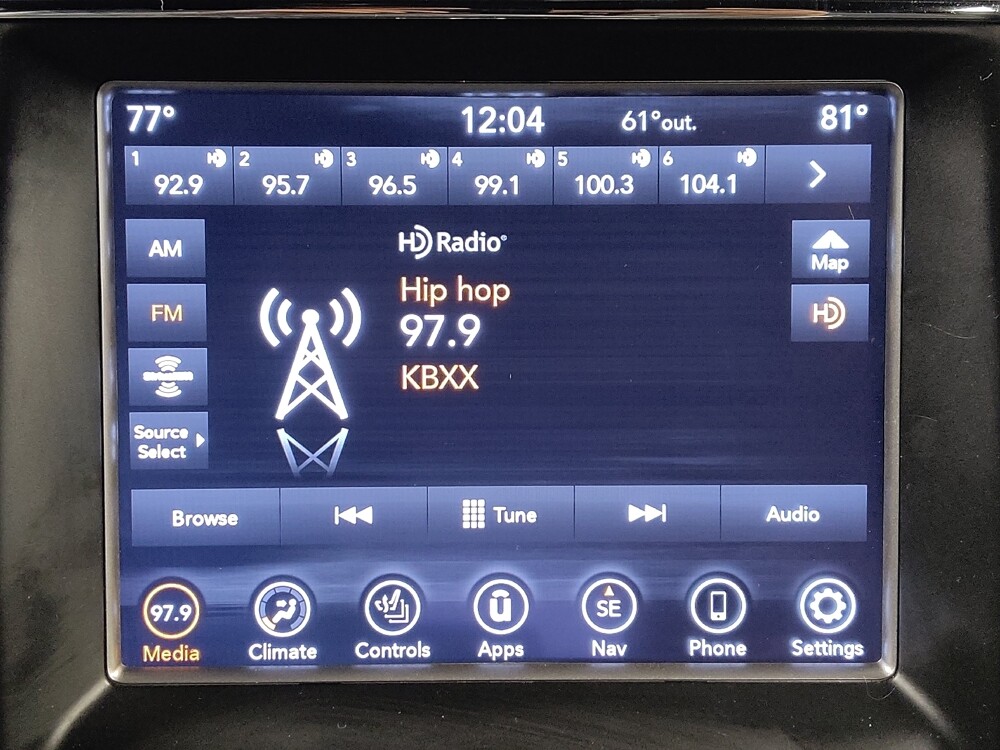 77° 12:04 61°out. 81°
1 2 3 4 5 6
92.9 95.7 96.5 99.1 100.3 104.1
AM
FM
Source
Select
HD Radio®
Hip hop
97.9
KBXX
Map
HD
Browse Tune Audio
97.9 SE
Media Climate Controls Apps Nav Phone Settings